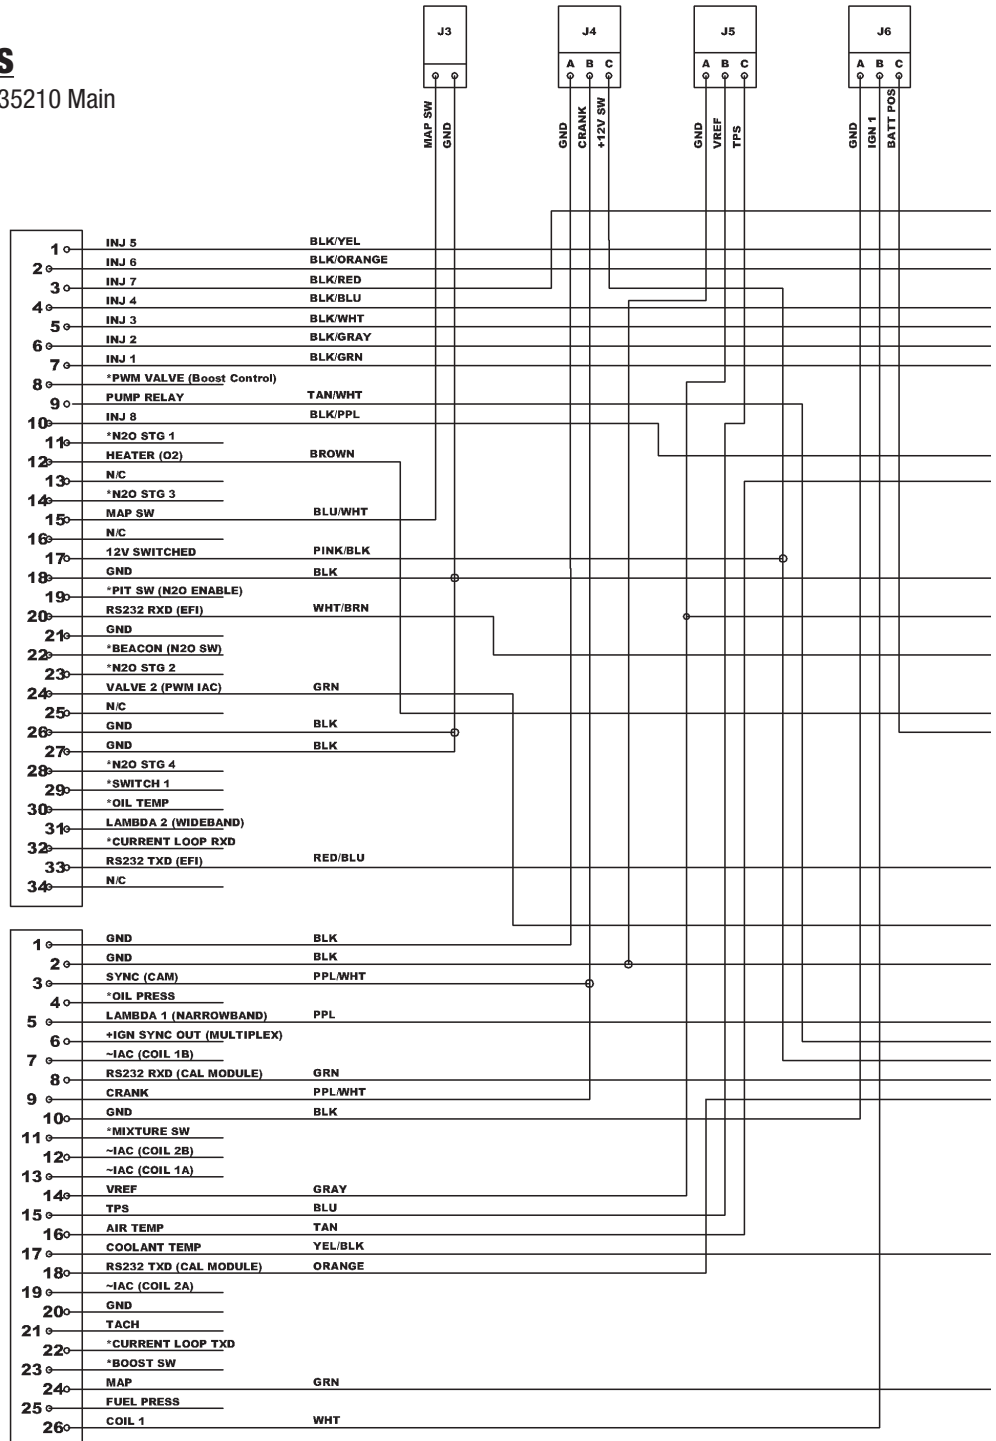 s
35210 Main
J3
J4
J5
J6
A B C
A B C
A B C
MAP SW
GND
GND
CRANK
+12V SW
GND
VREF
TPS
GND
IGN 1
BATT POS
1 INJ 5 BLK/YEL
2 INJ 6 BLK/ORANGE
3 INJ 7 BLK/RED
4 INJ 4 BLK/BLU
5 INJ 3 BLK/WHT
6 INJ 2 BLK/GRAY
7 INJ 1 BLK/GRN
8 *PWM VALVE (Boost Control)
9 PUMP RELAY TAN/WHT
10 INJ 8 BLK/PPL
11 *N2O STG 1
12 HEATER (O2) BROWN
13 N/C
14 *N2O STG 3
15 MAP SW BLU/WHT
16 N/C
17 12V SWITCHED PINK/BLK
18 GND BLK
19 *PIT SW (N2O ENABLE)
20 RS232 RXD (EFI) WHT/BRN
21 GND
22 *BEACON (N2O SW)
23 *N2O STG 2
24 VALVE 2 (PWM IAC) GRN
25 N/C
26 GND BLK
27 GND BLK
28 *N2O STG 4
29 *SWITCH 1
30 *OIL TEMP
31 LAMBDA 2 (WIDEBAND)
32 *CURRENT LOOP RXD
33 RS232 TXD (EFI) RED/BLU
34 N/C
1 GND BLK
2 GND BLK
3 SYNC (CAM) PPL/WHT
4 *OIL PRESS
5 LAMBDA 1 (NARROWBAND) PPL
6 +IGN SYNC OUT (MULTIPLEX)
7 ~IAC (COIL 1B)
8 RS232 RXD (CAL MODULE) GRN
9 CRANK PPL/WHT
10 GND BLK
11 *MIXTURE SW
12 ~IAC (COIL 2B)
13 ~IAC (COIL 1A)
14 VREF GRAY
15 TPS BLU
16 AIR TEMP TAN
17 COOLANT TEMP YEL/BLK
18 RS232 TXD (CAL MODULE) ORANGE
19 ~IAC (COIL 2A)
20 GND
21 TACH
22 *CURRENT LOOP TXD
23 *BOOST SW
24 MAP GRN
25 FUEL PRESS
26 COIL 1 WHT